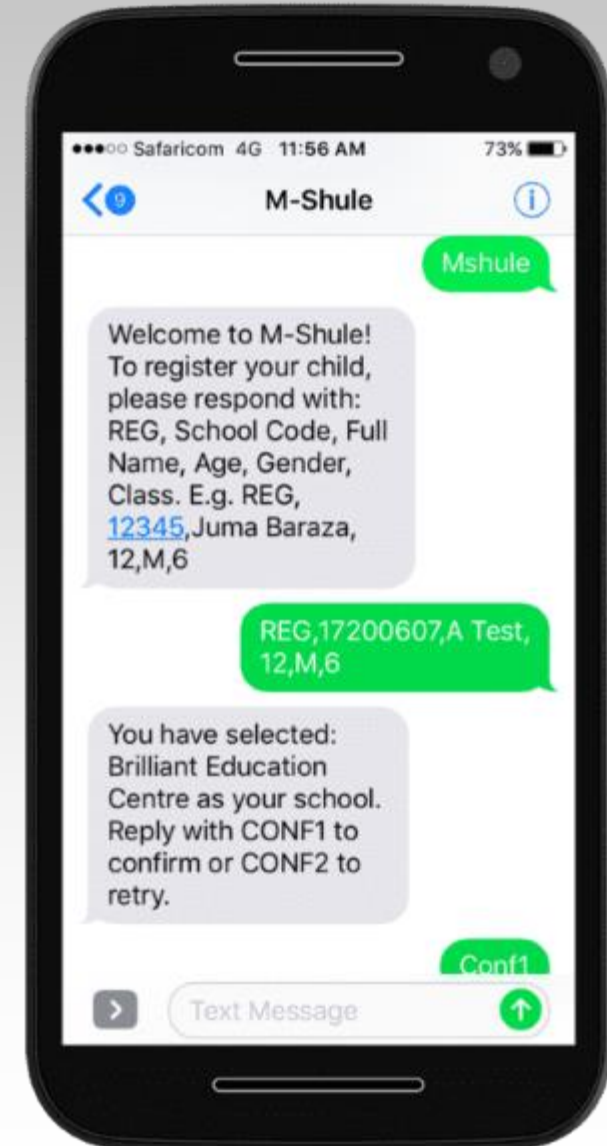 Safaricom 4G 11:56 AM 73%
9 M-Shule i
Mshule
Welcome to M-Shule!
To register your child,
please respond with:
REG, School Code, Full
Name, Age, Gender,
Class. E.g. REG,
12345,Juma Baraza,
12,M,6
REG,17200607,A Test,
12,M,6
You have selected:
Brilliant Education
Centre as your school.
Reply with CONF1 to
confirm or CONF2 to
retry.
Conf1
Text Message